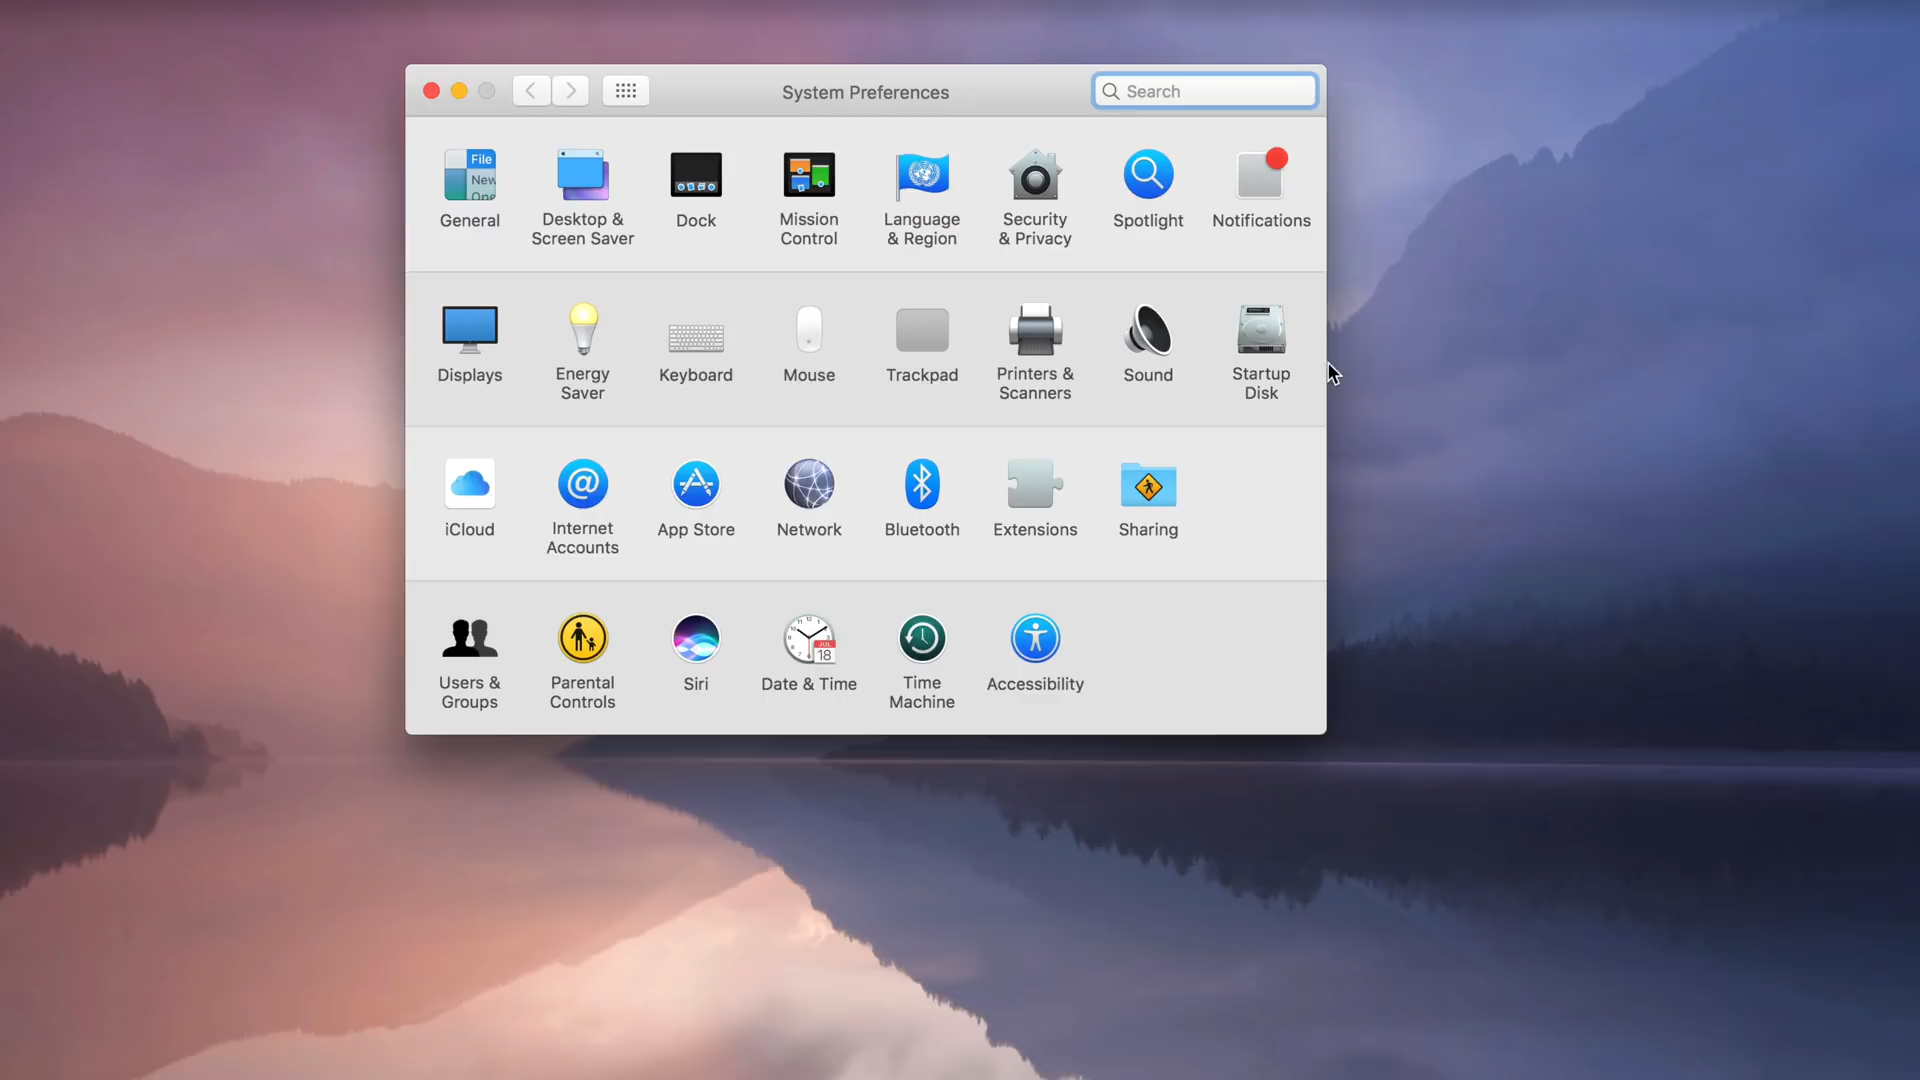 System Preferences
Search
File
New
Ope
General
Desktop &
Screen Saver
Dock
Mission
Control
Language
& Region
Security
& Privacy
Spotlight
Notifications
Displays
Energy
Saver
Keyboard
Mouse
Trackpad
Printers &
Scanners
Sound
Startup
Disk
iCloud
@
Internet
Accounts
App Store
Network
Bluetooth
Extensions
Sharing
JUL
18
Users &
Groups
Parental
Controls
Siri
Date & Time
Time
Machine
Accessibility